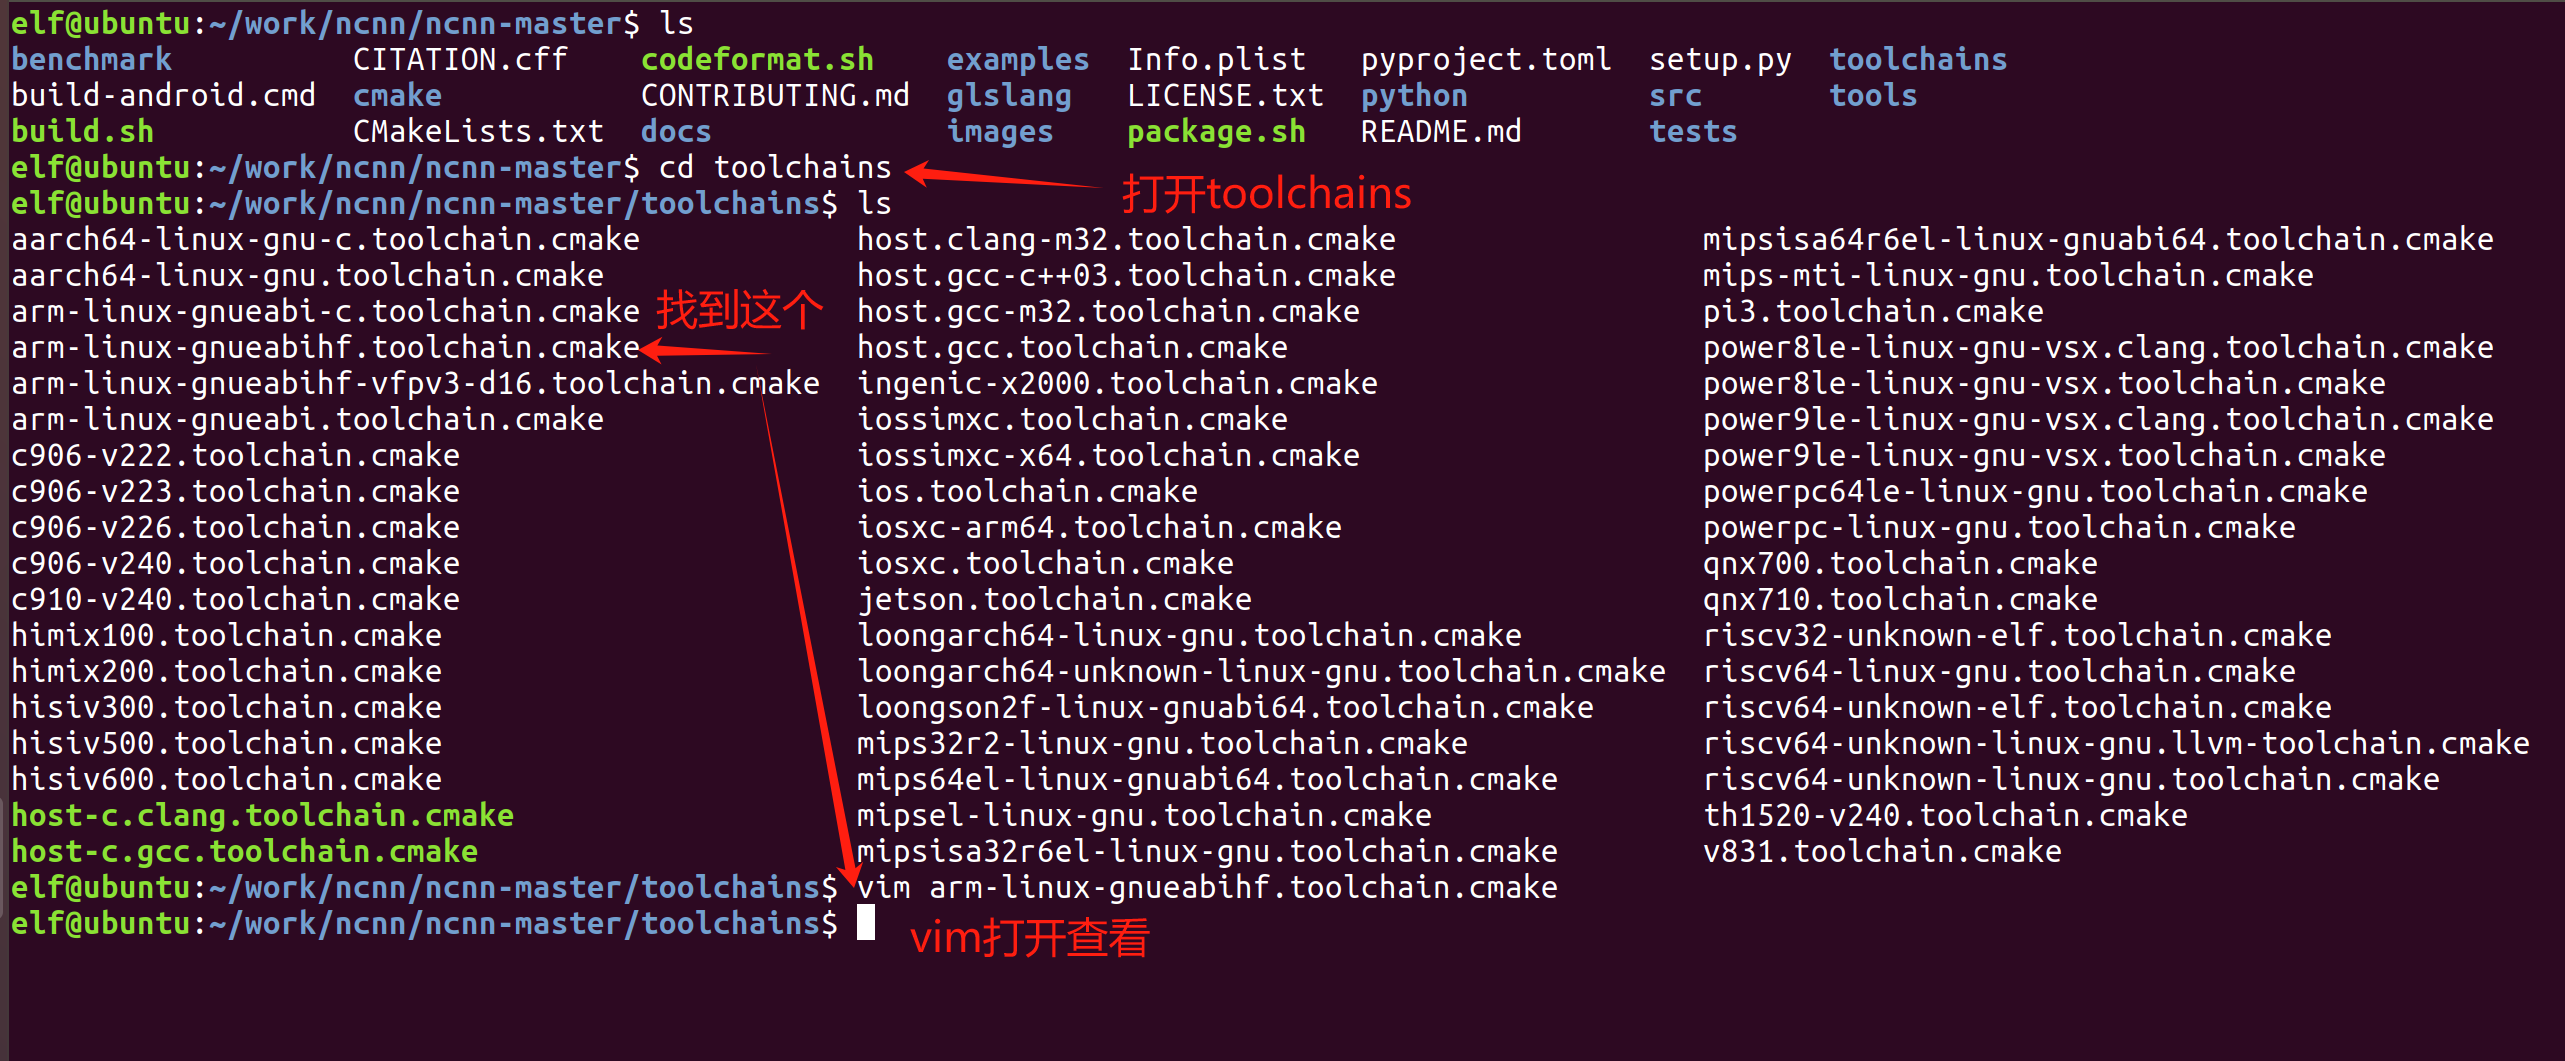 elf@ubuntu:~/work/ncnn/ncnn-master$ ls
benchmark CITATION.cff codeformat.sh examples Info.plist pyproject.toml setup.py toolchains
build-android.cmd cmake CONTRIBUTING.md glslang LICENSE.txt python src tools
build.sh CMakeLists.txt docs images package.sh README.md tests
elf@ubuntu:~/work/ncnn/ncnn-master$ cd toolchains
打开toolchains
elf@ubuntu:~/work/ncnn/ncnn-master/toolchains$ ls
aarch64-linux-gnu-c.toolchain.cmake host.clang-m32.toolchain.cmake mipsisa64r6el-linux-gnuabi64.toolchain.cmake
aarch64-linux-gnu.toolchain.cmake host.gcc-c++03.toolchain.cmake mips-mti-linux-gnu.toolchain.cmake
arm-linux-gnueabi-c.toolchain.cmake 找到这个 host.gcc-m32.toolchain.cmake pi3.toolchain.cmake
arm-linux-gnueabihf.toolchain.cmake host.gcc.toolchain.cmake power8le-linux-gnu-vsx.clang.toolchain.cmake
arm-linux-gnueabihf-vfpv3-d16.toolchain.cmake ingenic-x2000.toolchain.cmake power8le-linux-gnu-vsx.toolchain.cmake
arm-linux-gnueabi.toolchain.cmake iossimxc.toolchain.cmake power9le-linux-gnu-vsx.clang.toolchain.cmake
c906-v222.toolchain.cmake iossimxc-x64.toolchain.cmake power9le-linux-gnu-vsx.toolchain.cmake
c906-v223.toolchain.cmake ios.toolchain.cmake powerpc64le-linux-gnu.toolchain.cmake
c906-v226.toolchain.cmake iosxc-arm64.toolchain.cmake powerpc-linux-gnu.toolchain.cmake
c906-v240.toolchain.cmake iosxc.toolchain.cmake qnx700.toolchain.cmake
c910-v240.toolchain.cmake jetson.toolchain.cmake qnx710.toolchain.cmake
himix100.toolchain.cmake loongarch64-linux-gnu.toolchain.cmake riscv32-unknown-elf.toolchain.cmake
himix200.toolchain.cmake loongarch64-unknown-linux-gnu.toolchain.cmake riscv64-linux-gnu.toolchain.cmake
hisiv300.toolchain.cmake loongson2f-linux-gnuabi64.toolchain.cmake riscv64-unknown-elf.toolchain.cmake
hisiv500.toolchain.cmake mips32r2-linux-gnu.toolchain.cmake riscv64-unknown-linux-gnu.llvm-toolchain.cmake
hisiv600.toolchain.cmake mips64el-linux-gnuabi64.toolchain.cmake riscv64-unknown-linux-gnu.toolchain.cmake
host-c.clang.toolchain.cmake mipsel-linux-gnu.toolchain.cmake th1520-v240.toolchain.cmake
host-c.gcc.toolchain.cmake mipsisa32r6el-linux-gnu.toolchain.cmake v831.toolchain.cmake
elf@ubuntu:~/work/ncnn/ncnn-master/toolchains$ vim arm-linux-gnueabihf.toolchain.cmake
elf@ubuntu:~/work/ncnn/ncnn-master/toolchains$
vim打开查看